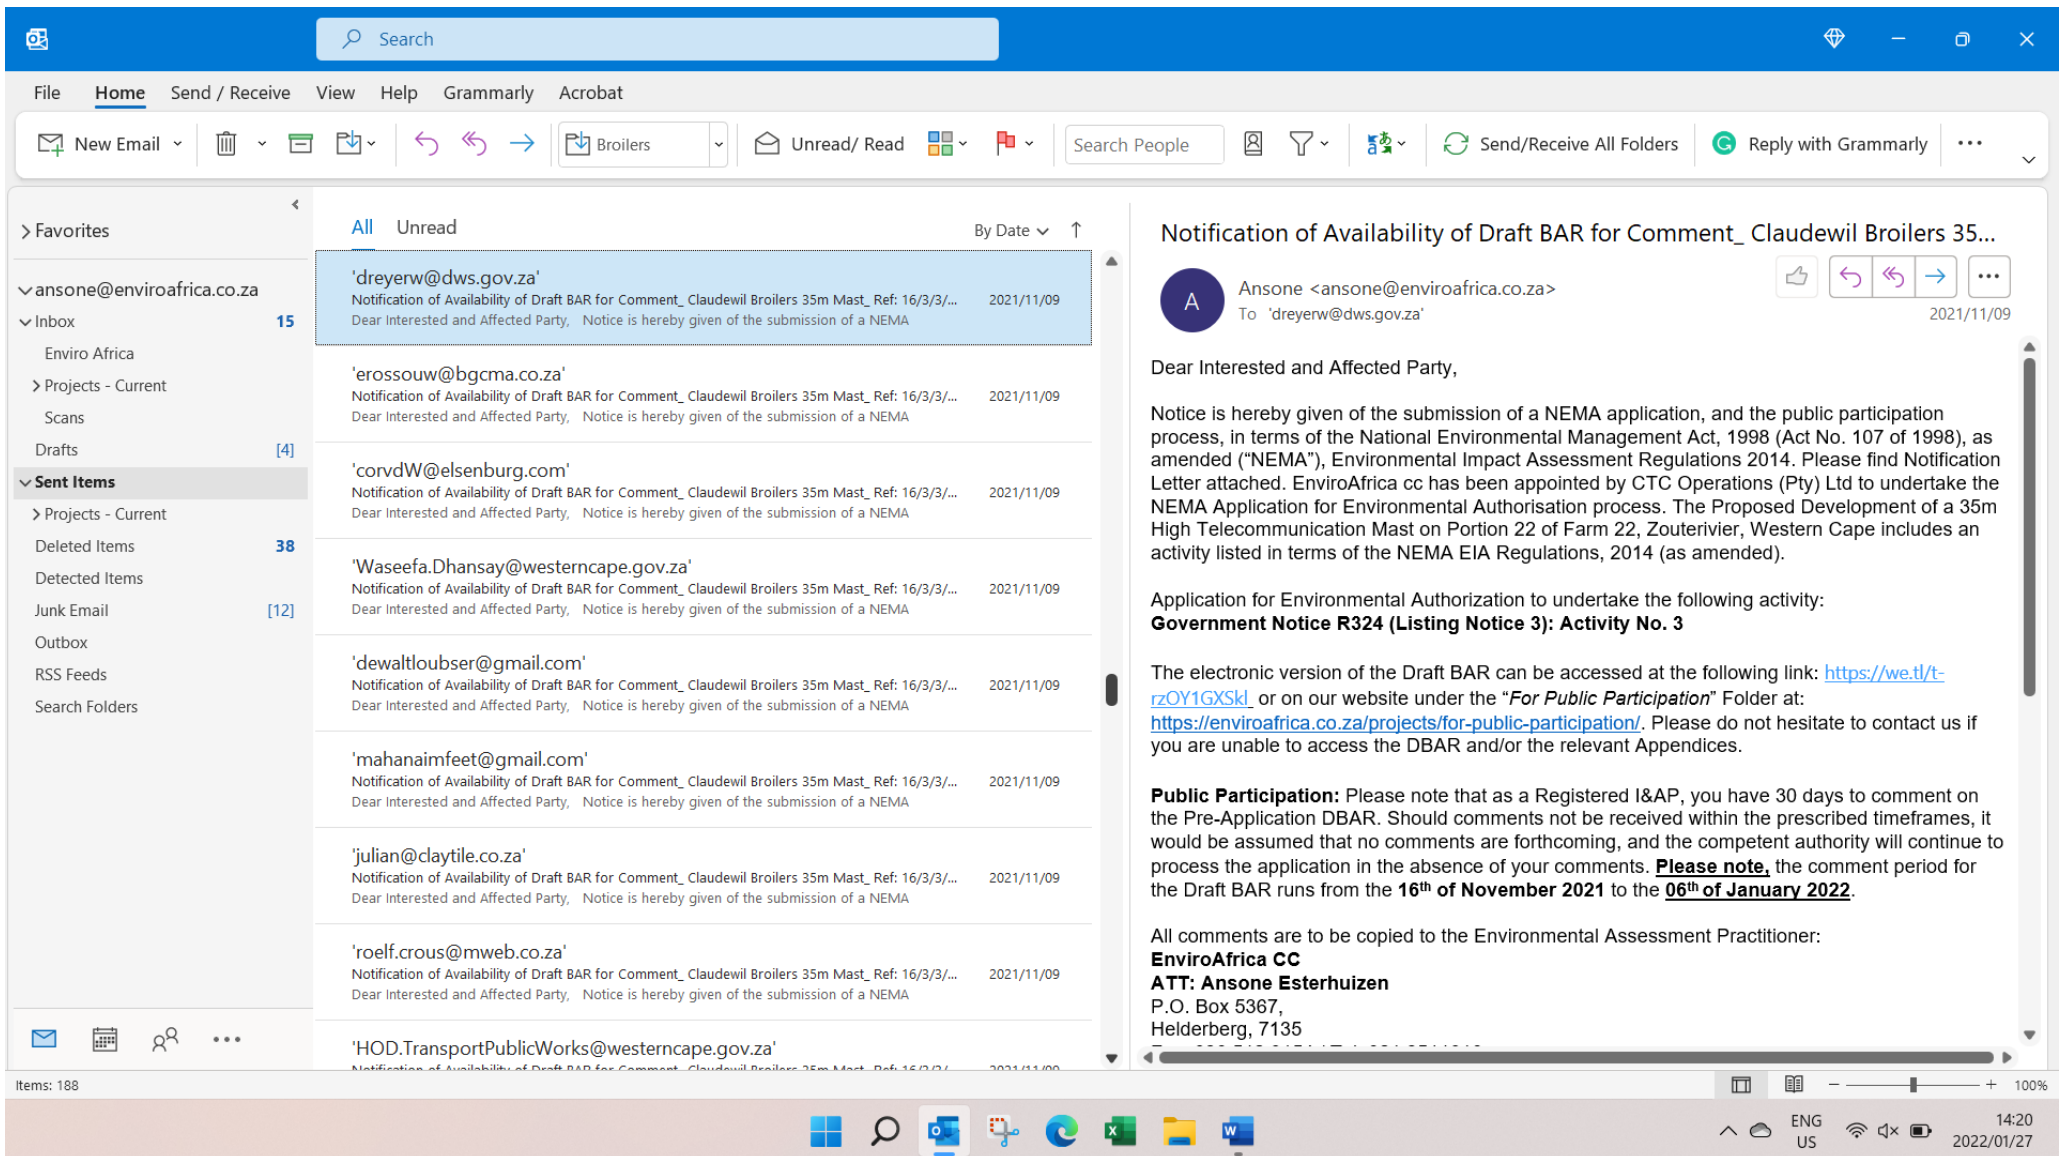 Search
File Home Send / Receive View Help Grammarly Acrobat
New Email Broilers Unread/ Read Search People Send/Receive All Folders Reply with Grammarly
Favorites
ansone@enviroafrica.co.za
Inbox 15
Enviro Africa
Projects - Current
Scans
Drafts [4]
Sent Items
Projects - Current
Deleted Items 38
Detected Items
Junk Email [12]
Outbox
RSS Feeds
Search Folders
All Unread By Date
'dreyerw@dws.gov.za'
Notification of Availability of Draft BAR for Comment_ Claudewil Broilers 35m Mast_ Ref: 16/3/3/... 2021/11/09
Dear Interested and Affected Party, Notice is hereby given of the submission of a NEMA
'erossouw@bgcma.co.za'
Notification of Availability of Draft BAR for Comment_ Claudewil Broilers 35m Mast_ Ref: 16/3/3/... 2021/11/09
Dear Interested and Affected Party, Notice is hereby given of the submission of a NEMA
'corvdW@elsenburg.com'
Notification of Availability of Draft BAR for Comment_ Claudewil Broilers 35m Mast_ Ref: 16/3/3/... 2021/11/09
Dear Interested and Affected Party, Notice is hereby given of the submission of a NEMA
'Waseefa.Dhansay@westerncape.gov.za'
Notification of Availability of Draft BAR for Comment_ Claudewil Broilers 35m Mast_ Ref: 16/3/3/... 2021/11/09
Dear Interested and Affected Party, Notice is hereby given of the submission of a NEMA
'dewaltloubser@gmail.com'
Notification of Availability of Draft BAR for Comment_ Claudewil Broilers 35m Mast_ Ref: 16/3/3/... 2021/11/09
Dear Interested and Affected Party, Notice is hereby given of the submission of a NEMA
'mahanaimfeet@gmail.com'
Notification of Availability of Draft BAR for Comment_ Claudewil Broilers 35m Mast_ Ref: 16/3/3/... 2021/11/09
Dear Interested and Affected Party, Notice is hereby given of the submission of a NEMA
'julian@claytile.co.za'
Notification of Availability of Draft BAR for Comment_ Claudewil Broilers 35m Mast_ Ref: 16/3/3/... 2021/11/09
Dear Interested and Affected Party, Notice is hereby given of the submission of a NEMA
'roelf.crous@mweb.co.za'
Notification of Availability of Draft BAR for Comment_ Claudewil Broilers 35m Mast_ Ref: 16/3/3/... 2021/11/09
Dear Interested and Affected Party, Notice is hereby given of the submission of a NEMA
'HOD.TransportPublicWorks@westerncape.gov.za'
Notification of Availability of Draft BAR for Comment_ Claudewil Broilers 35m Mast_ Ref: 16/3/3/... 2021/11/09
Notification of Availability of Draft BAR for Comment_ Claudewil Broilers 35...
A
Ansone <ansone@enviroafrica.co.za>
To 'dreyerw@dws.gov.za' 2021/11/09
Dear Interested and Affected Party,
Notice is hereby given of the submission of a NEMA application, and the public participation
process, in terms of the National Environmental Management Act, 1998 (Act No. 107 of 1998), as
amended (“NEMA”), Environmental Impact Assessment Regulations 2014. Please find Notification
Letter attached. EnviroAfrica cc has been appointed by CTC Operations (Pty) Ltd to undertake the
NEMA Application for Environmental Authorisation process. The Proposed Development of a 35m
High Telecommunication Mast on Portion 22 of Farm 22, Zouterivier, Western Cape includes an
activity listed in terms of the NEMA EIA Regulations, 2014 (as amended).
Application for Environmental Authorization to undertake the following activity:
Government Notice R324 (Listing Notice 3): Activity No. 3
The electronic version of the Draft BAR can be accessed at the following link: https://we.tl/t-
rzOY1GXSkl or on our website under the “For Public Participation” Folder at:
https://enviroafrica.co.za/projects/for-public-participation/. Please do not hesitate to contact us if
you are unable to access the DBAR and/or the relevant Appendices.
Public Participation: Please note that as a Registered I&AP, you have 30 days to comment on
the Pre-Application DBAR. Should comments not be received within the prescribed timeframes, it
would be assumed that no comments are forthcoming, and the competent authority will continue to
process the application in the absence of your comments. Please note, the comment period for
the Draft BAR runs from the 16th of November 2021 to the 06th of January 2022.
All comments are to be copied to the Environmental Assessment Practitioner:
EnviroAfrica CC
ATT: Ansone Esterhuizen
P.O. Box 5367,
Helderberg, 7135
Items: 188 100%
ENG
US
14:20
2022/01/27